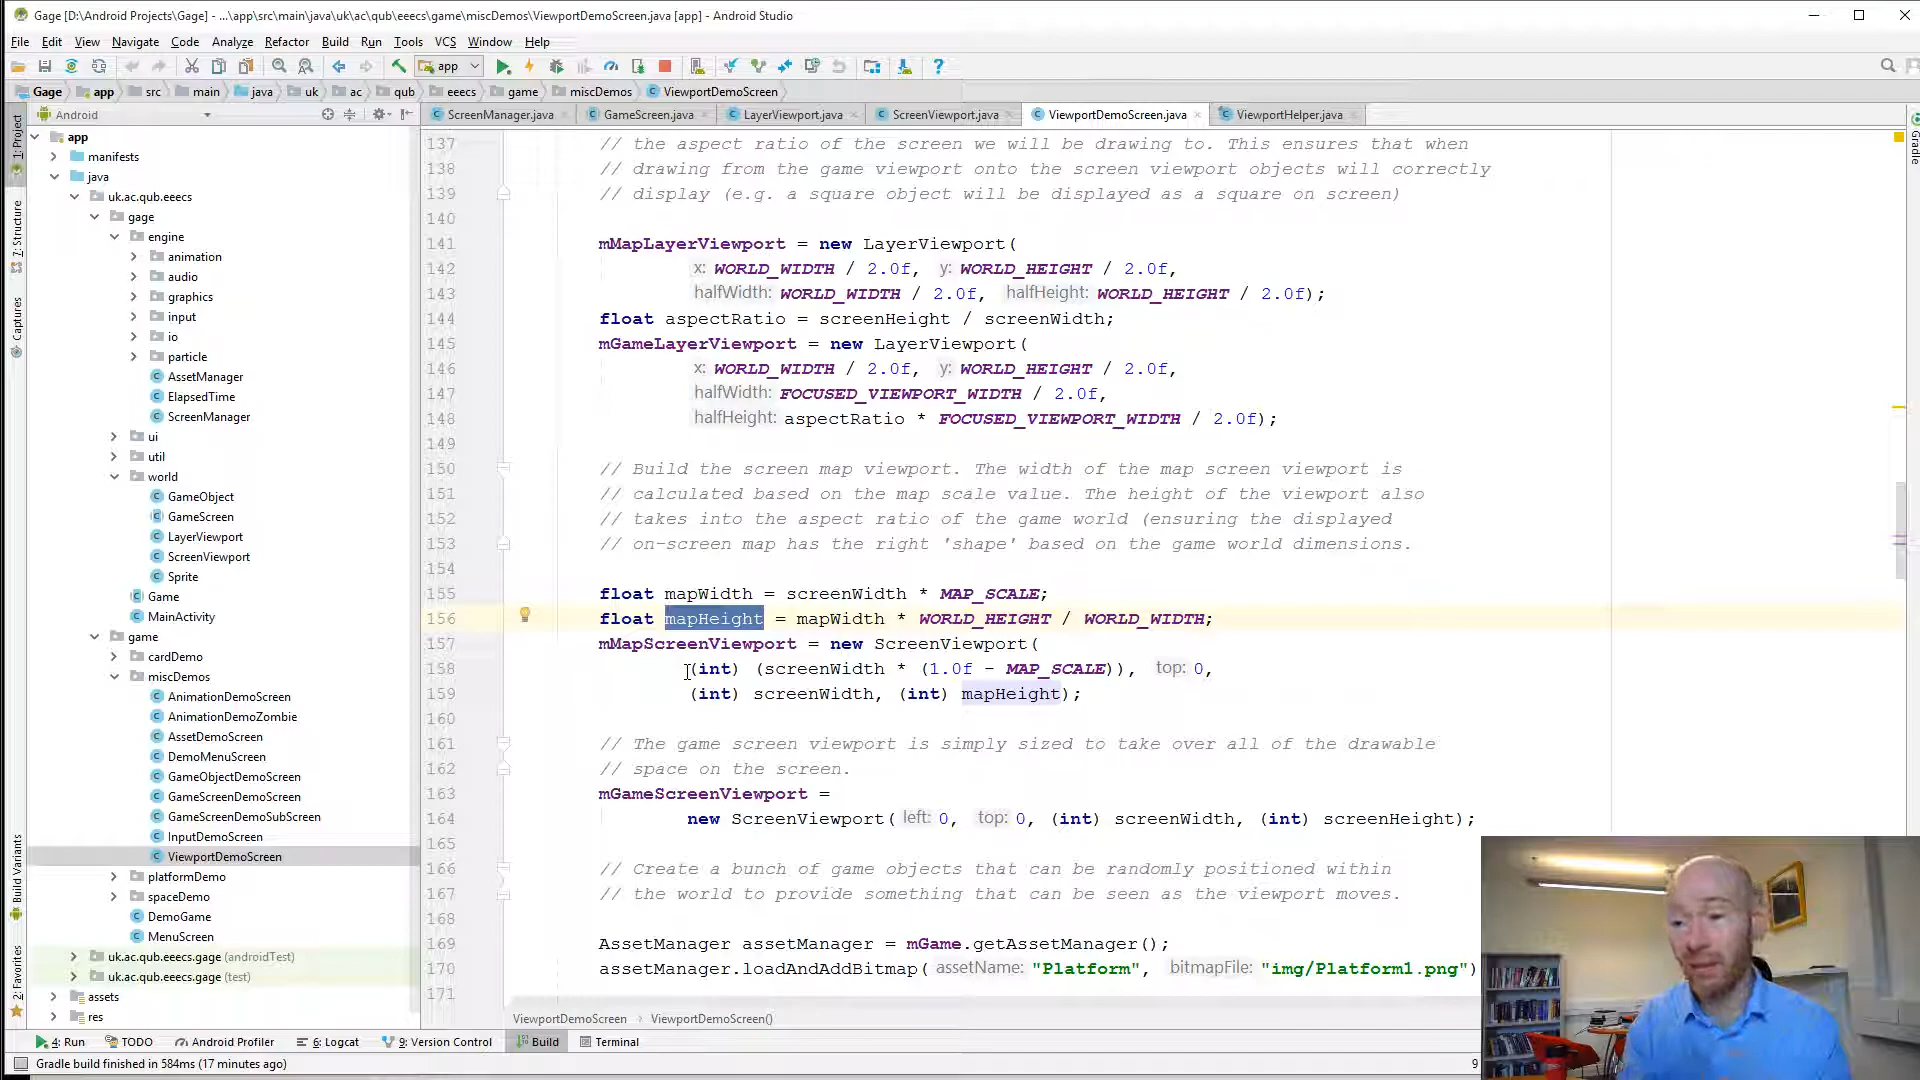 Gage [D:\Android Projects\Gage] - ...\app\src\main\java\uk\ac\qub\eeecs\game\miscDemos\ViewportDemoScreen.java [app] - Android Studio
File Edit View Navigate Code Analyze Refactor Build Run Tools VCS Window Help
app
Gage app src main java uk ac qub eeecs game miscDemos ViewportDemoScreen
Android
ScreenManager.java GameScreen.java LayerViewport.java ScreenViewport.java ViewportDemoScreen.java ViewportHelper.java
1: Project
7: Structure
Captures
Build Variants
2: Favorites
Gradle
app
manifests
java
uk.ac.qub.eeecs
gage
engine
animation
audio
graphics
input
io
particle
AssetManager
ElapsedTime
ScreenManager
ui
util
world
GameObject
GameScreen
LayerViewport
ScreenViewport
Sprite
Game
MainActivity
game
cardDemo
miscDemos
AnimationDemoScreen
AnimationDemoZombie
AssetDemoScreen
DemoMenuScreen
GameObjectDemoScreen
GameScreenDemoScreen
GameScreenDemoSubScreen
InputDemoScreen
ViewportDemoScreen
platformDemo
spaceDemo
DemoGame
MenuScreen
uk.ac.qub.eeecs.gage (androidTest)
uk.ac.qub.eeecs.gage (test)
assets
res
137 // the aspect ratio of the screen we will be drawing to. This ensures that when
138 // drawing from the game viewport onto the screen viewport objects will correctly
139 // display (e.g. a square object will be displayed as a square on screen)
140
141 mMapLayerViewport = new LayerViewport(
142 x: WORLD_WIDTH / 2.0f, y: WORLD_HEIGHT / 2.0f,
143 halfWidth: WORLD_WIDTH / 2.0f, halfHeight: WORLD_HEIGHT / 2.0f);
144 float aspectRatio = screenHeight / screenWidth;
145 mGameLayerViewport = new LayerViewport(
146 x: WORLD_WIDTH / 2.0f, y: WORLD_HEIGHT / 2.0f,
147 halfWidth: FOCUSED_VIEWPORT_WIDTH / 2.0f,
148 halfHeight: aspectRatio * FOCUSED_VIEWPORT_WIDTH / 2.0f);
149
150 // Build the screen map viewport. The width of the map screen viewport is
151 // calculated based on the map scale value. The height of the viewport also
152 // takes into the aspect ratio of the game world (ensuring the displayed
153 // on-screen map has the right 'shape' based on the game world dimensions.
154
155 float mapWidth = screenWidth * MAP_SCALE;
156 float mapHeight = mapWidth * WORLD_HEIGHT / WORLD_WIDTH;
157 mMapScreenViewport = new ScreenViewport(
158 (int) (screenWidth * (1.0f - MAP_SCALE)), top: 0,
159 (int) screenWidth, (int) mapHeight);
160
161 // The game screen viewport is simply sized to take over all of the drawable
162 // space on the screen.
163 mGameScreenViewport =
164 new ScreenViewport( left: 0, top: 0, (int) screenWidth, (int) screenHeight);
165
166 // Create a bunch of game objects that can be randomly positioned within
167 // the world to provide something that can be seen as the viewport moves.
168
169 AssetManager assetManager = mGame.getAssetManager();
170 assetManager.loadAndAddBitmap( assetName: "Platform", bitmapFile: "img/Platform1.png")
171
ViewportDemoScreen > ViewportDemoScreen()
4: Run TODO Android Profiler 6: Logcat 9: Version Control Build Terminal
Gradle build finished in 584ms (17 minutes ago) 9